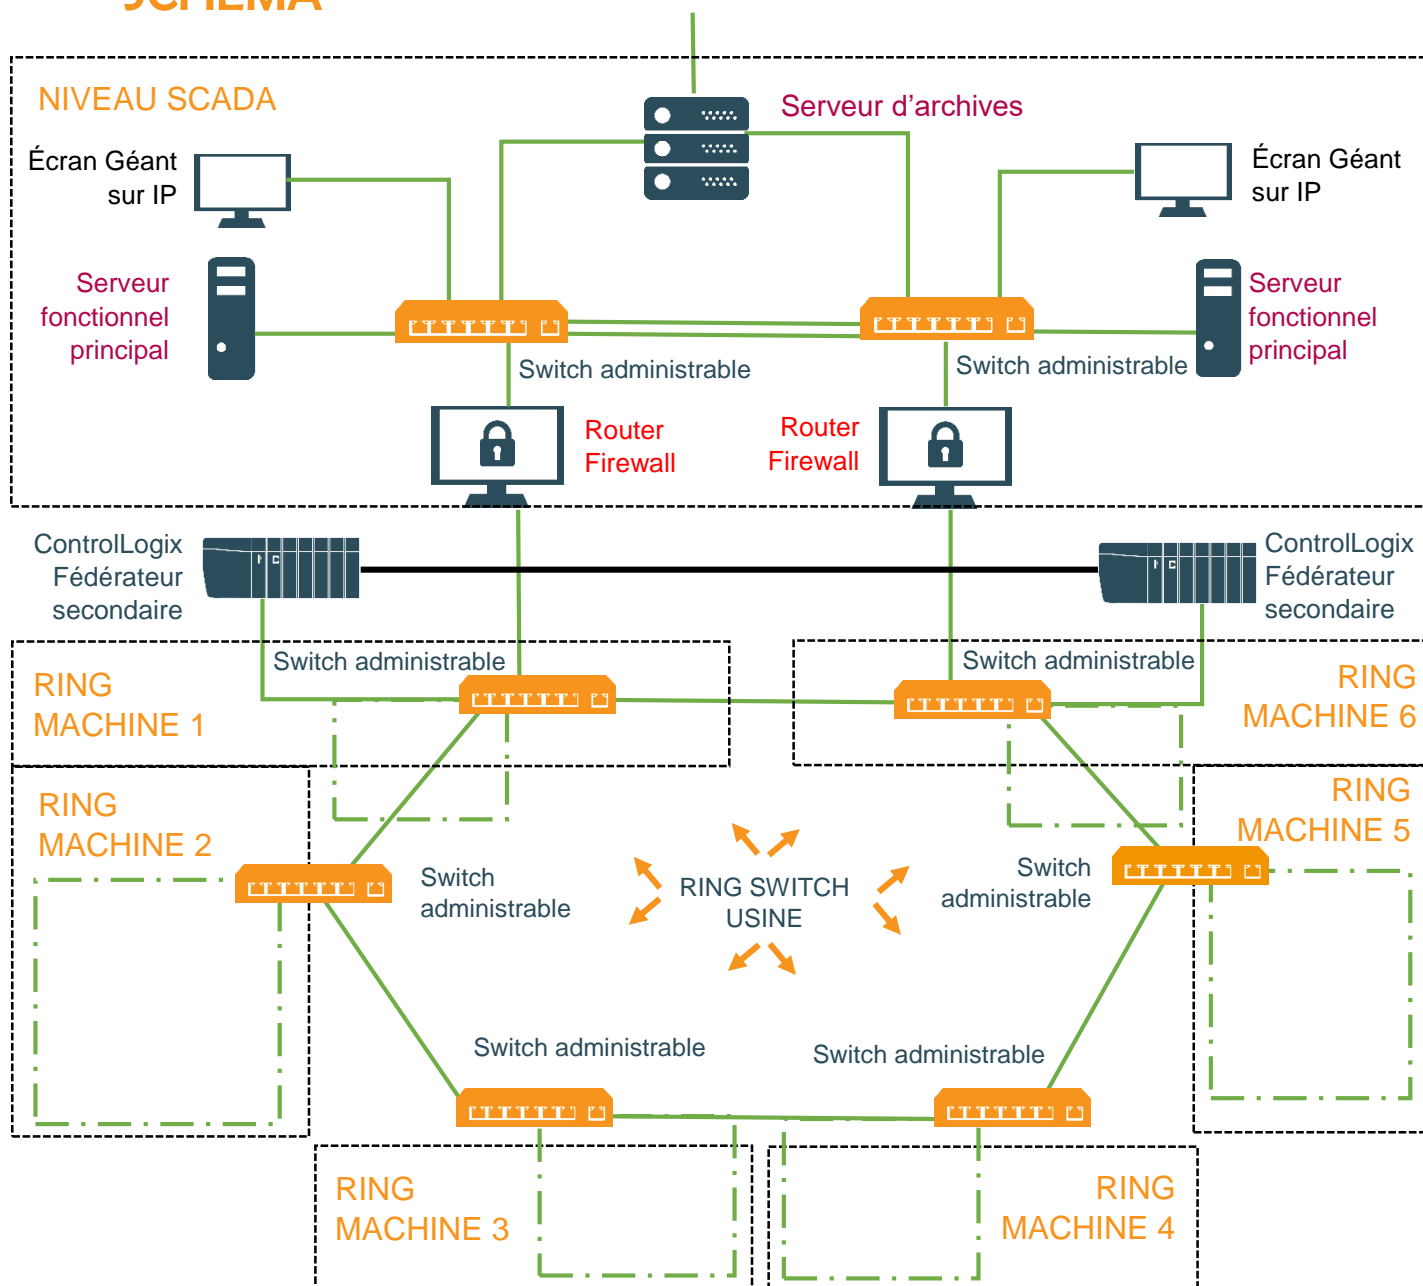 SCHEMA
NIVEAU SCADA
Serveur d’archives
Écran Géant
sur IP
Écran Géant
sur IP
Serveur
fonctionnel
principal
Serveur
fonctionnel
principal
Switch administrable
Switch administrable
Router
Firewall
Router
Firewall
ControlLogix
Fédérateur
secondaire
ControlLogix
Fédérateur
secondaire
Switch administrable
Switch administrable
RING
MACHINE 1
RING
MACHINE 6
RING
MACHINE 2
RING
MACHINE 5
Switch
administrable
RING SWITCH
USINE
Switch
administrable
Switch administrable
Switch administrable
RING
MACHINE 3
RING
MACHINE 4